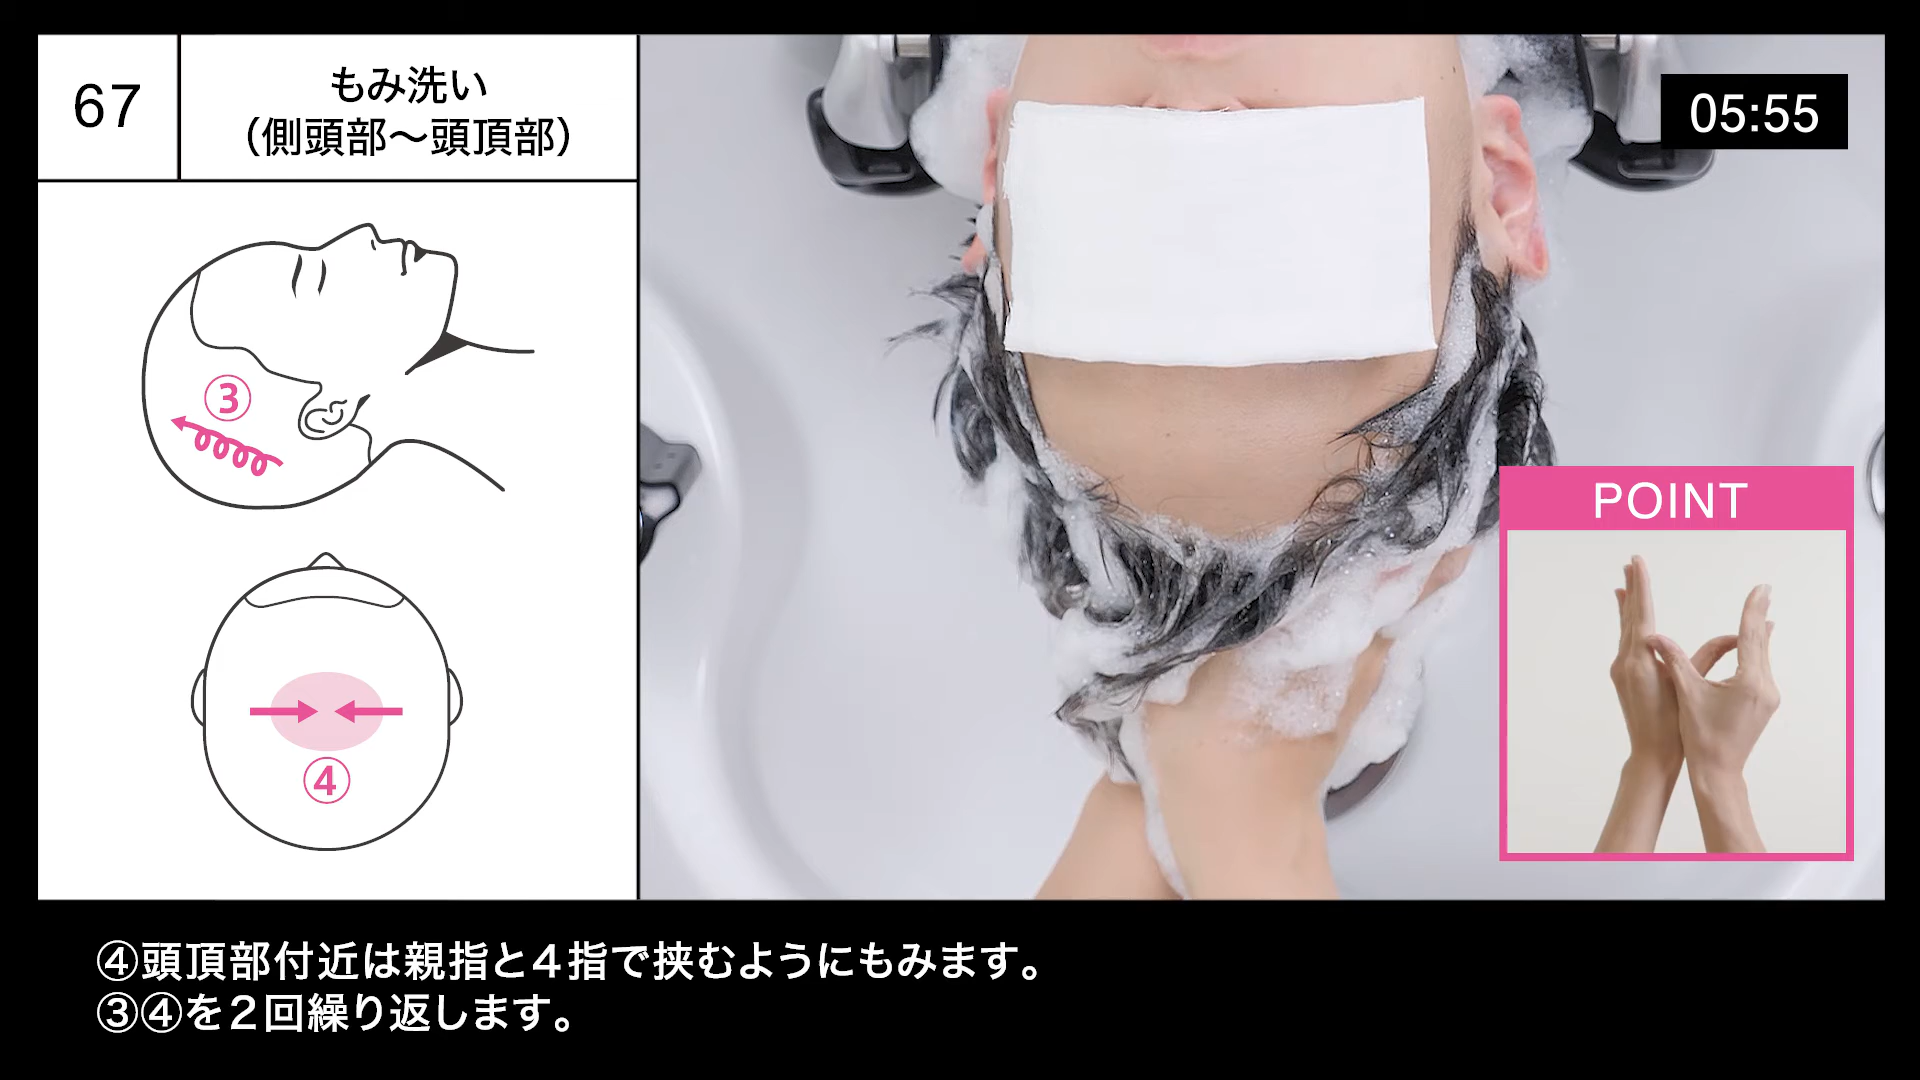 67
もみ洗い
（側頭部〜頭頂部）
05:55
③
④
POINT
④頭頂部付近は親指と4指で挟むようにもみます。
③④を2回繰り返します。